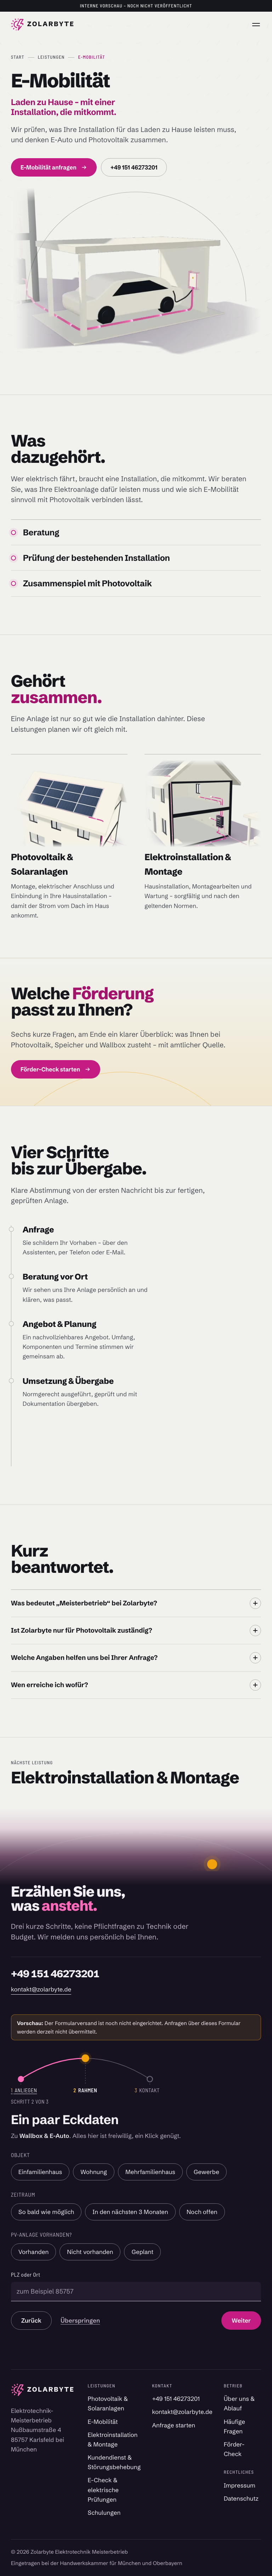 INTERNE VORSCHAU – NOCH NICHT VERÖFFENTLICHT
ZOLARBYTE
START — LEISTUNGEN — E-MOBILITÄT
E-Mobilität
Laden zu Hause – mit einer
Installation, die mitkommt.
Wir prüfen, was Ihre Installation für das Laden zu Hause leisten muss,
und denken E-Auto und Photovoltaik zusammen.
E-Mobilität anfragen →
+49 151 46273201
Was
dazugehört.
Wer elektrisch fährt, braucht eine Installation, die mitkommt. Wir beraten
Sie, was Ihre Elektroanlage dafür leisten muss und wie sich E-Mobilität
sinnvoll mit Photovoltaik verbinden lässt.
Beratung
Prüfung der bestehenden Installation
Zusammenspiel mit Photovoltaik
Gehört
zusammen.
Eine Anlage ist nur so gut wie die Installation dahinter. Diese
Leistungen planen wir oft gleich mit.
Photovoltaik &
Solaranlagen
Montage, elektrischer Anschluss und
Einbindung in Ihre Hausinstallation –
damit der Strom vom Dach im Haus
ankommt.
Elektroinstallation &
Montage
Hausinstallation, Montagearbeiten und
Wartung – sorgfältig und nach den
geltenden Normen.
Welche Förderung
passt zu Ihnen?
Sechs kurze Fragen, am Ende ein klarer Überblick: was Ihnen bei
Photovoltaik, Speicher und Wallbox zusteht – mit amtlicher Quelle.
Förder-Check starten →
Vier Schritte
bis zur Übergabe.
Klare Abstimmung von der ersten Nachricht bis zur fertigen,
geprüften Anlage.
Anfrage
Sie schildern Ihr Vorhaben – über den
Assistenten, per Telefon oder E-Mail.
Beratung vor Ort
Wir sehen uns Ihre Anlage persönlich an und
klären, was passt.
Angebot & Planung
Ein nachvollziehbares Angebot. Umfang,
Komponenten und Termine stimmen wir
gemeinsam ab.
Umsetzung & Übergabe
Normgerecht ausgeführt, geprüft und mit
Dokumentation übergeben.
Kurz
beantwortet.
Was bedeutet „Meisterbetrieb“ bei Zolarbyte?
Ist Zolarbyte nur für Photovoltaik zuständig?
Welche Angaben helfen uns bei Ihrer Anfrage?
Wen erreiche ich wofür?
NÄCHSTE LEISTUNG
Elektroinstallation & Montage
Erzählen Sie uns,
was ansteht.
Drei kurze Schritte, keine Pflichtfragen zu Technik oder
Budget. Wir melden uns persönlich bei Ihnen.
+49 151 46273201
kontakt@zolarbyte.de
Vorschau: Der Formularversand ist noch nicht eingerichtet. Anfragen über dieses Formular
werden derzeit nicht übermittelt.
1 ANLIEGEN
2 RAHMEN
3 KONTAKT
SCHRITT 2 VON 3
Ein paar Eckdaten
Zu Wallbox & E-Auto. Alles hier ist freiwillig, ein Klick genügt.
OBJEKT
Einfamilienhaus
Wohnung
Mehrfamilienhaus
Gewerbe
ZEITRAUM
So bald wie möglich
In den nächsten 3 Monaten
Noch offen
PV-ANLAGE VORHANDEN?
Vorhanden
Nicht vorhanden
Geplant
PLZ oder Ort
zum Beispiel 85757
Zurück
Überspringen
Weiter
ZOLARBYTE
Elektrotechnik-
Meisterbetrieb
Nußbaumstraße 4
85757 Karlsfeld bei
München
LEISTUNGEN
Photovoltaik &
Solaranlagen
E-Mobilität
Elektroinstallation
& Montage
Kundendienst &
Störungsbehebung
E-Check &
elektrische
Prüfungen
Schulungen
KONTAKT
+49 151 46273201
kontakt@zolarbyte.de
Anfrage starten
BETRIEB
Über uns &
Ablauf
Häufige
Fragen
Förder-
Check
RECHTLICHES
Impressum
Datenschutz
© 2026 Zolarbyte Elektrotechnik Meisterbetrieb
Eingetragen bei der Handwerkskammer für München und Oberbayern